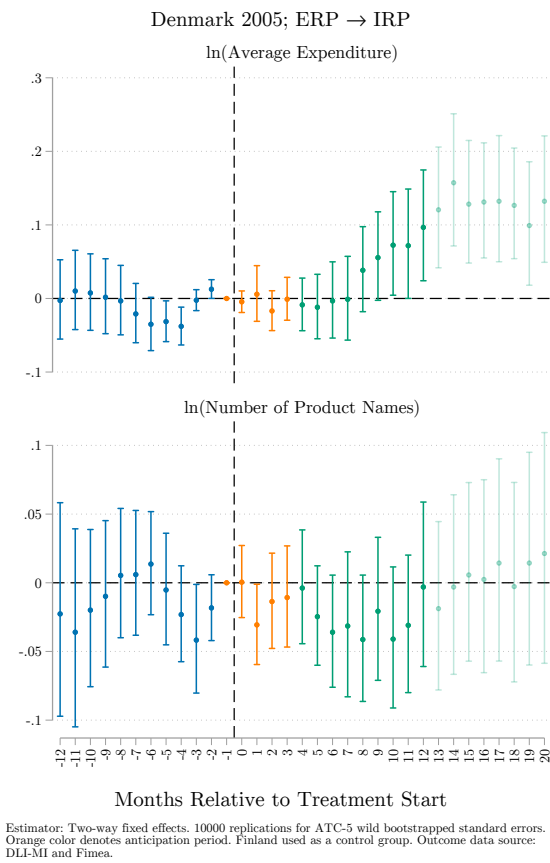 Denmark 2005; ERP → IRP
ln(Average Expenditure)
.3
.2
.1
0
-.1
ln(Number of Product Names)
.1
.05
0
-.05
-.1
-12 -11 -10 -9 -8 -7 -6 -5 -4 -3 -2 -1 0 1 2 3 4 5 6 7 8 9 10 11 12 13 14 15 16 17 18 19 20
Months Relative to Treatment Start
Estimator: Two-way fixed effects. 10000 replications for ATC-5 wild bootstrapped standard errors.
Orange color denotes anticipation period. Finland used as a control group. Outcome data source:
DLI-MI and Fimea.